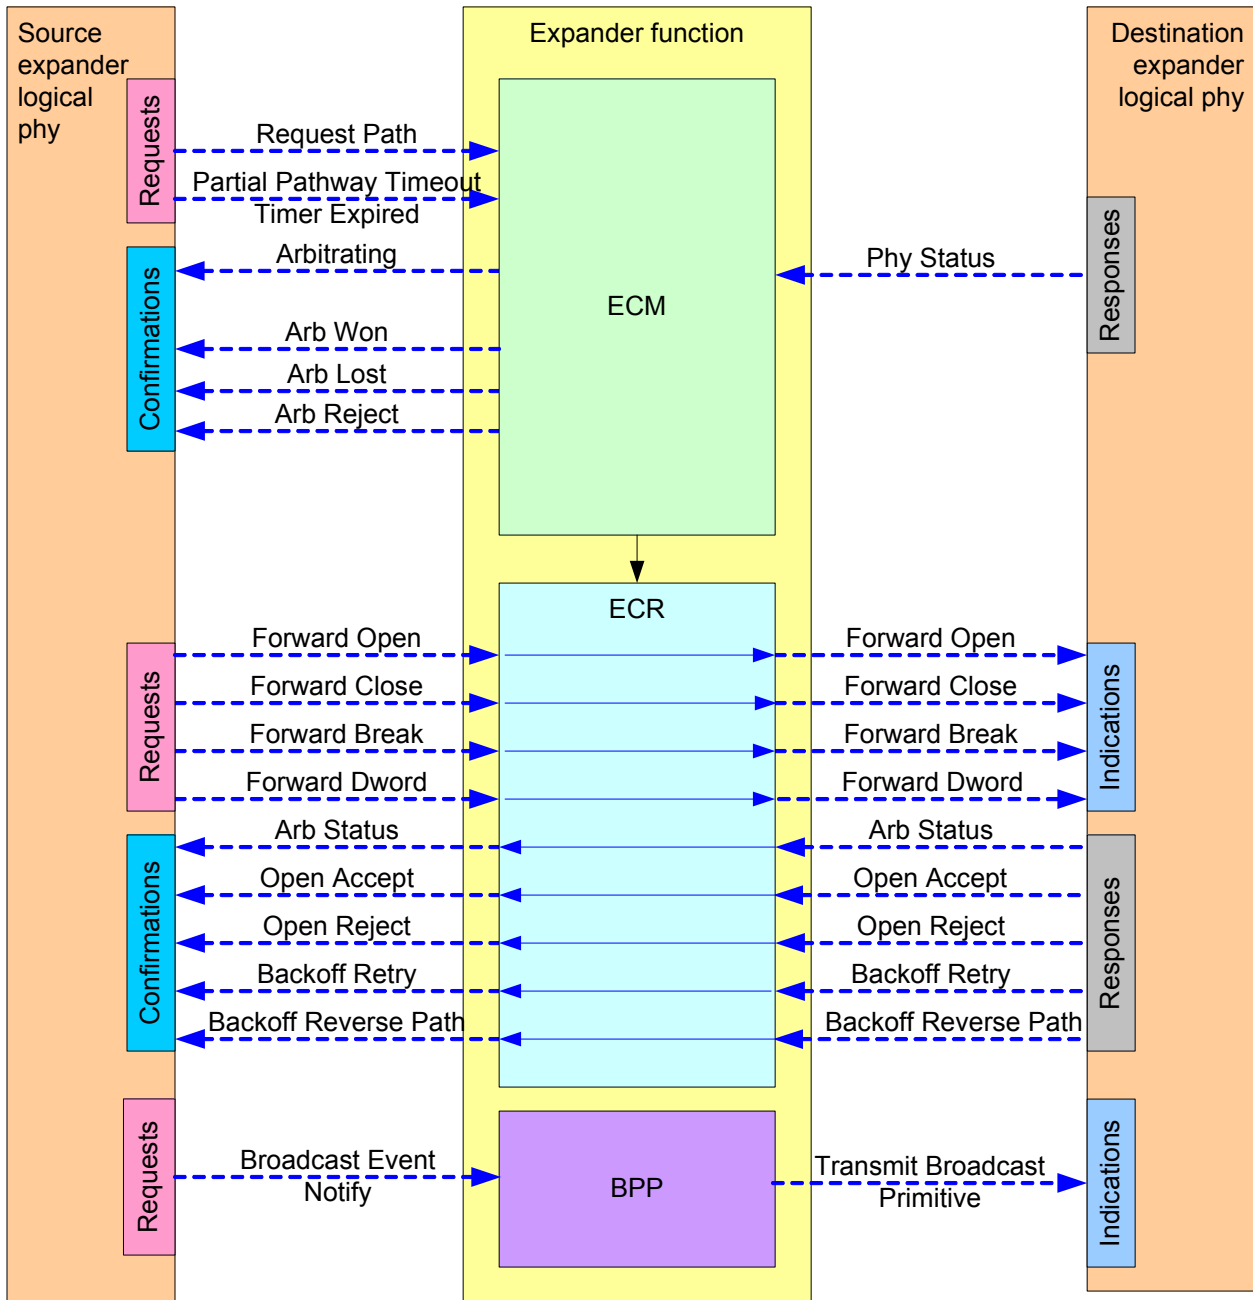 Source
expander
logical
phy
Expander function
Destination
expander
logical phy
Requests
Request Path
Partial Pathway Timeout
Timer Expired
Confirmations
Arbitrating
Arb Won
Arb Lost
Arb Reject
ECM
Phy Status
Responses
ECR
Requests
Forward Open
Forward Close
Forward Break
Forward Dword
Forward Open
Forward Close
Forward Break
Forward Dword
Indications
Confirmations
Arb Status
Open Accept
Open Reject
Backoff Retry
Backoff Reverse Path
Arb Status
Open Accept
Open Reject
Backoff Retry
Backoff Reverse Path
Responses
Requests
Broadcast Event
Notify
BPP
Transmit Broadcast
Primitive
Indications